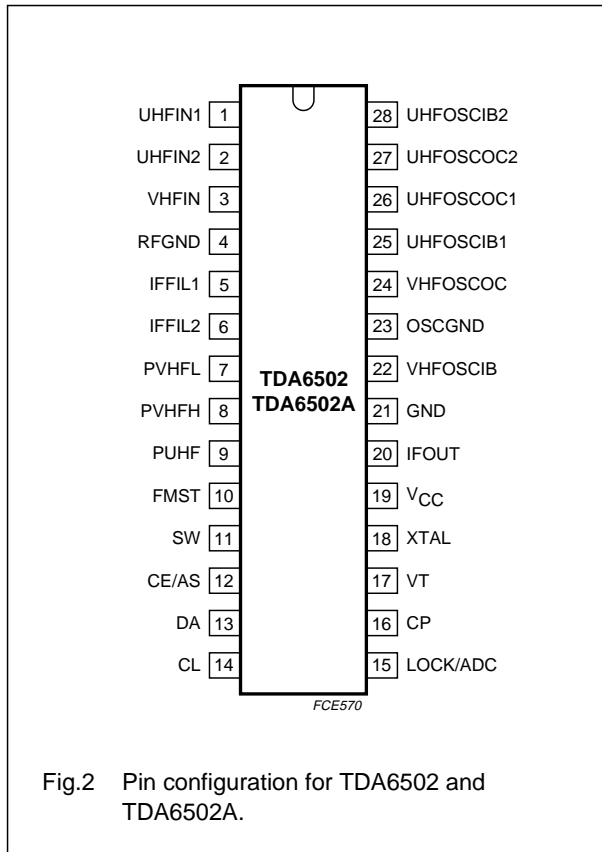 UHFIN1 1 28 UHFOSCIB2
UHFIN2 2 27 UHFOSCOC2
VHFIN 3 26 UHFOSCOC1
RFGND 4 25 UHFOSCIB1
IFFIL1 5 24 VHFOSCOC
IFFIL2 6 23 OSCGND
PVHFL 7 22 VHFOSCIB
TDA6502
TDA6502A
PVHFH 8 21 GND
PUHF 9 20 IFOUT
FMST 10 19 VCC
SW 11 18 XTAL
CE/AS 12 17 VT
DA 13 16 CP
CL 14 15 LOCK/ADC
FCE570
Fig.2 Pin configuration for TDA6502 and
TDA6502A.